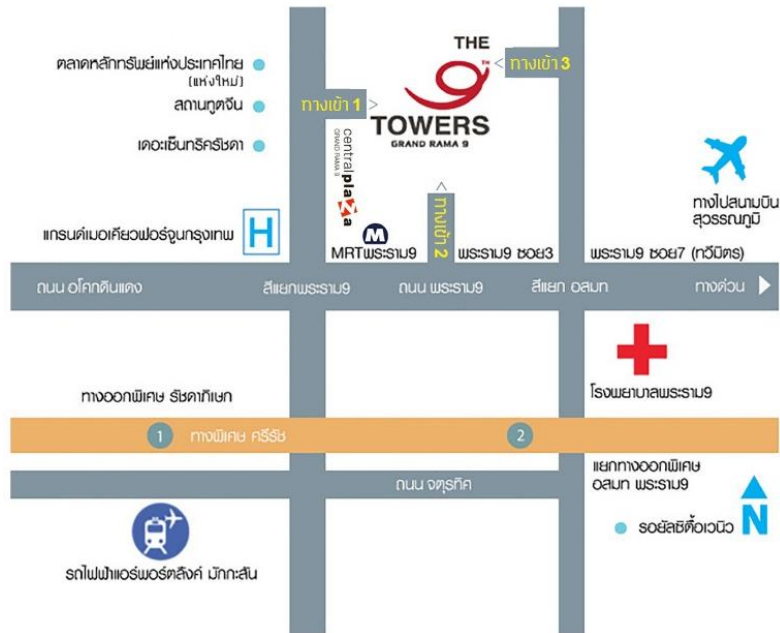 THE
9
TM
TOWERS
GRAND RAMA 9
ตลาดหลักทรัพย์แห่งประเทศไทย
(แห่งใหม่)
สถานทูตจีน
เดอะเซ็นทริครัชดา
ทางเข้า 1 >
< ทางเข้า 3
centralplaza
GRAND RAMA 9
< ทางเข้า 2
ทางไปสนามบิน
สุวรรณภูมิ
แกรนด์เมอเคียวฟอร์จูนกรุงเทพ
H
M
MRTพระราม9
พระราม9 ซอย3
พระราม9 ซอย7 (ทวีมิตร)
ถนน อโศกดินแดง
สี่แยกพระราม9
ถนน พระราม9
สี่แยก อสมท
ทางด่วน
โรงพยาบาลพระราม9
ทางออกพิเศษ รัชดาภิเษก
1
ทางพิเศษ ศรีรัช
2
แยกทางออกพิเศษ
อสมท พระราม9
ถนน จตุรทิศ
N
รอยัลซิตี้อเวนิว
รถไฟฟ้าแอร์พอร์ตลิงค์ มักกะสัน